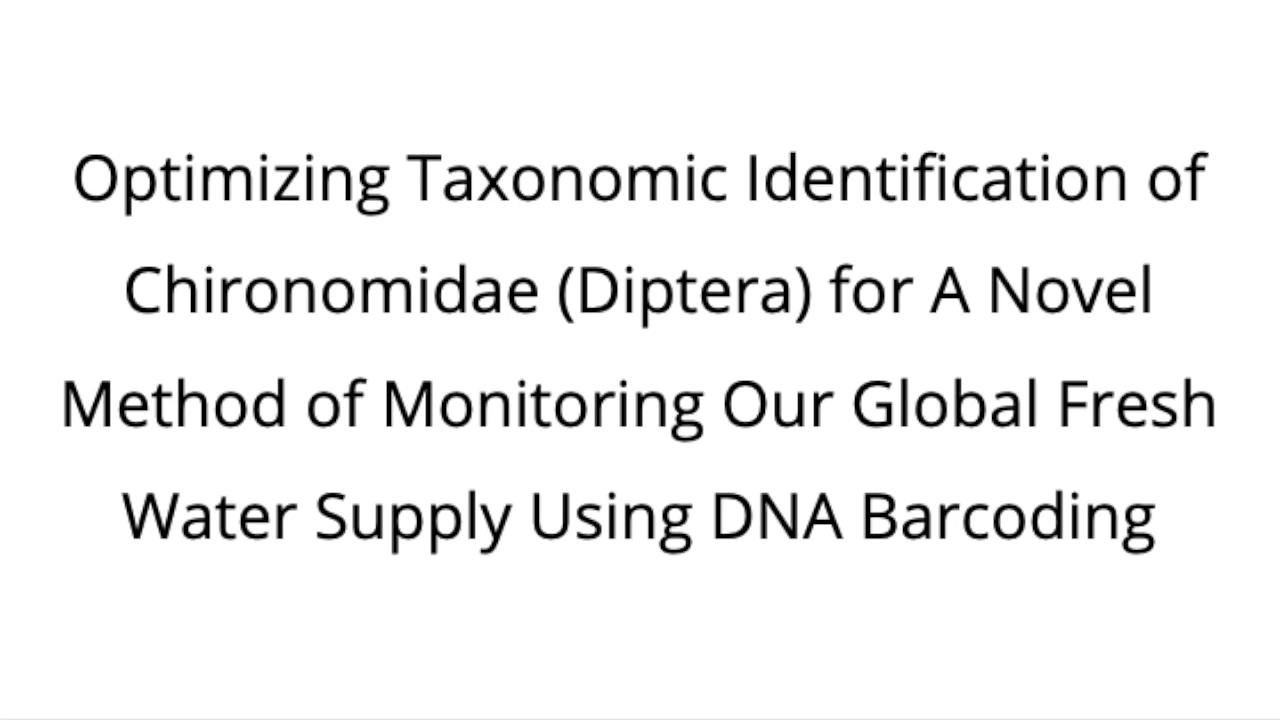 Optimizing Taxonomic Identification of
Chironomidae (Diptera) for A Novel
Method of Monitoring Our Global Fresh
Water Supply Using DNA Barcoding